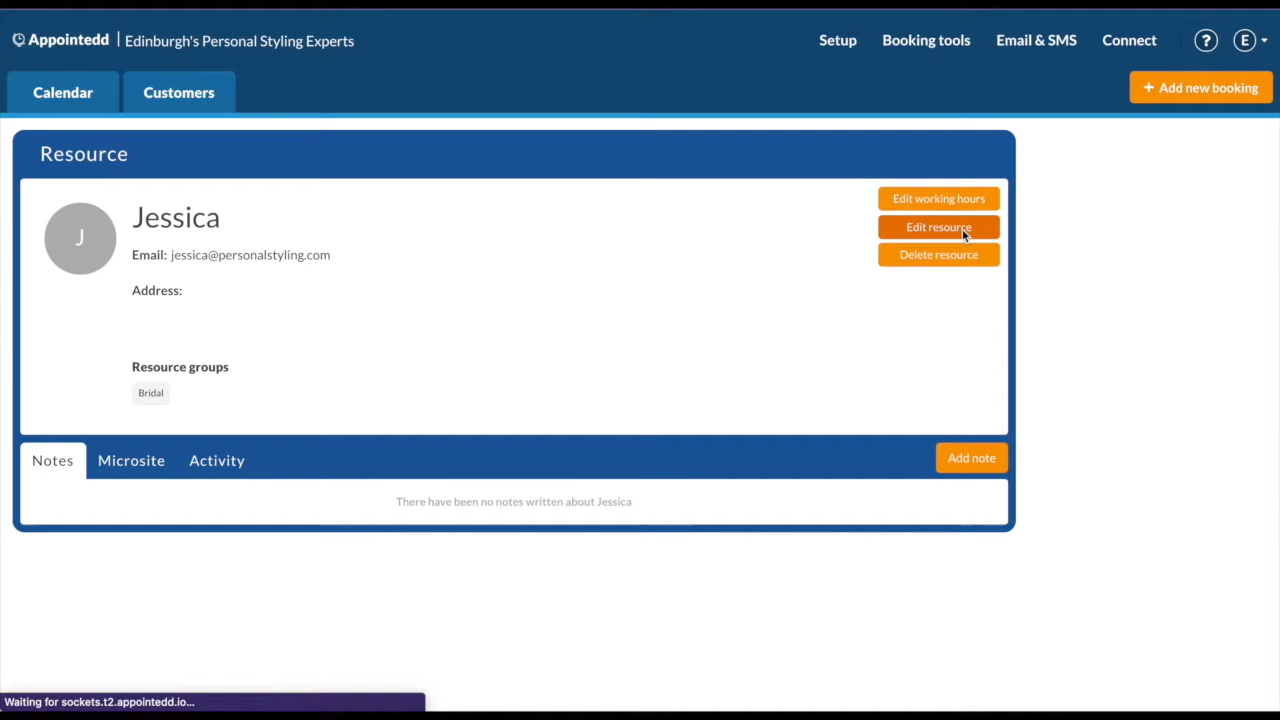 Appointedd | Edinburgh's Personal Styling Experts
Setup
Booking tools
Email & SMS
Connect
?
E
Calendar
Customers
+ Add new booking
Resource
J
Jessica
Email: jessica@personalstyling.com
Address:
Resource groups
Bridal
Edit working hours
Edit resource
Delete resource
Notes
Microsite
Activity
Add note
There have been no notes written about Jessica
Waiting for sockets.t2.appointedd.io...